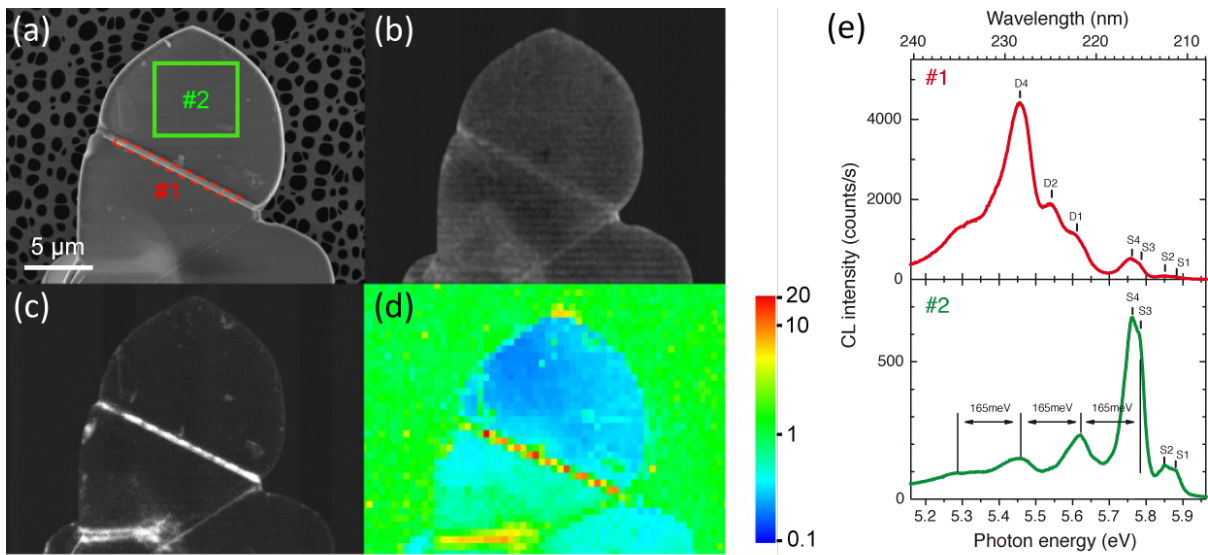 (a)
#2
#1
5 µm
(b)
(c)
(d)
20
10
1
0.1
(e)
Wavelength (nm)
240 230 220 210
#1
D4
D2
D1
S4
S3
S2
S1
4000
2000
0
CL intensity (counts/s)
#2
S4
S3
165meV 165meV 165meV
S2
S1
500
0
5.2 5.3 5.4 5.5 5.6 5.7 5.8 5.9
Photon energy (eV)